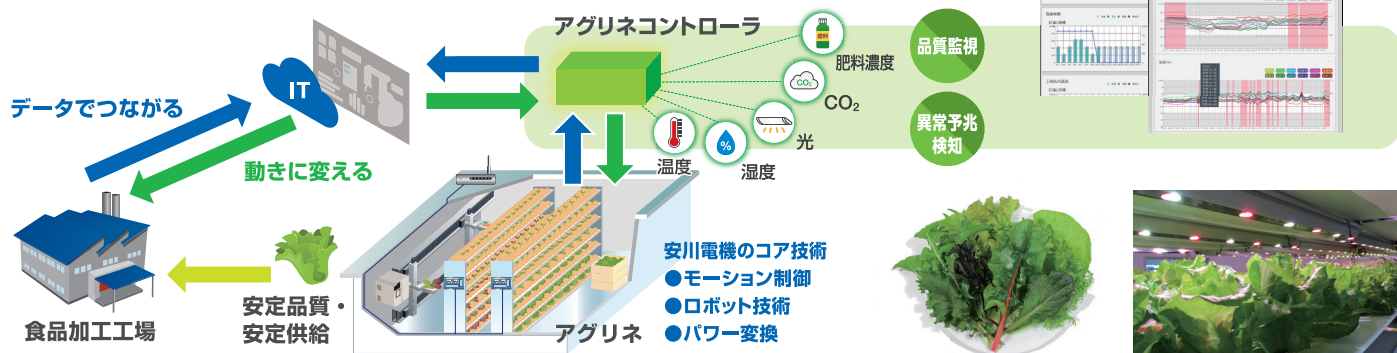 アグリネコントローラ
IT
データでつながる
動きに変える
肥料
肥料濃度
CO₂
CO₂
光
%
湿度
温度
品質監視
異常予兆
検知
食品加工工場
安定品質・
安定供給
アグリネ
安川電機のコア技術
●モーション制御
●ロボット技術
●パワー変換